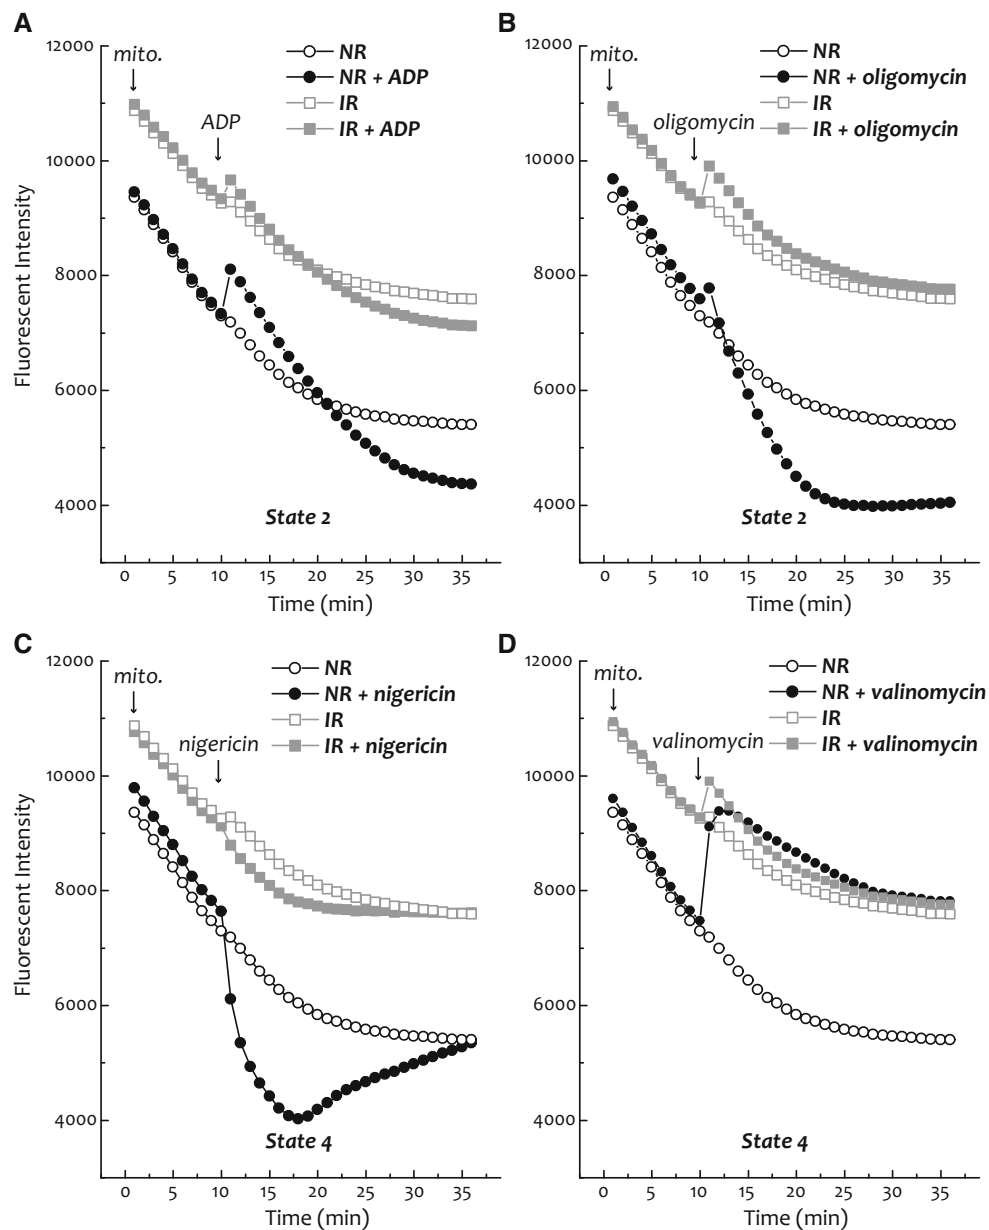 A
12000
10000
8000
6000
4000
Fluorescent Intensity
mito.
ADP
NR
NR + ADP
IR
IR + ADP
State 2
0 5 10 15 20 25 30 35
Time (min)
B
12000
10000
8000
6000
4000
mito.
oligomycin
NR
NR + oligomycin
IR
IR + oligomycin
State 2
0 5 10 15 20 25 30 35
Time (min)
C
12000
10000
8000
6000
4000
Fluorescent Intensity
mito.
nigericin
NR
NR + nigericin
IR
IR + nigericin
State 4
0 5 10 15 20 25 30 35
Time (min)
D
12000
10000
8000
6000
4000
mito.
valinomycin
NR
NR + valinomycin
IR
IR + valinomycin
State 4
0 5 10 15 20 25 30 35
Time (min)